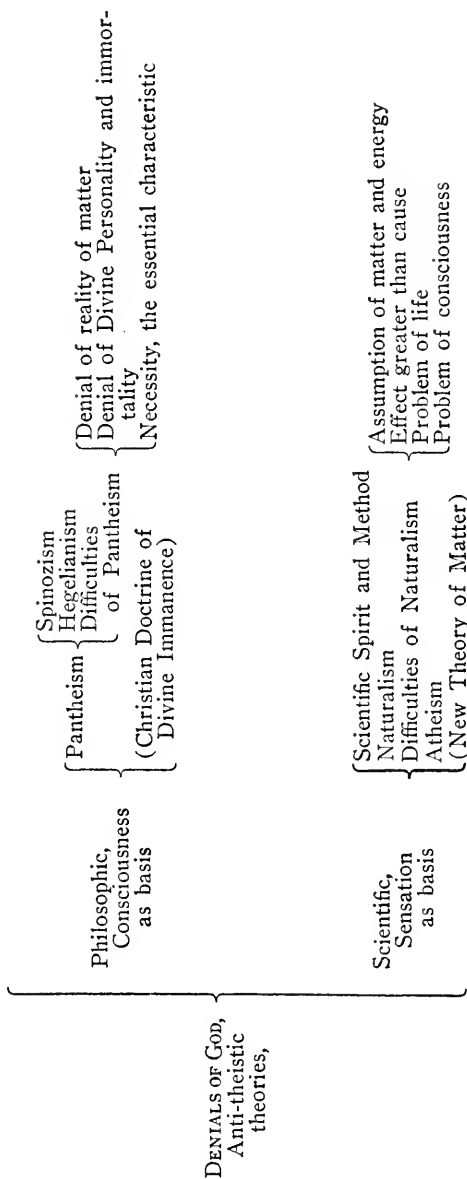 DENIALS OF GOD,
Anti-theistic
theories,
Philosophic,
Consciousness
as basis
Pantheism
Spinozism
Hegelianism
Difficulties
of Pantheism
Denial of reality of matter
Denial of Divine Personality and immor-
tality
Necessity, the essential characteristic
(Christian Doctrine of
Divine Immanence)
Scientific,
Sensation
as basis
Scientific Spirit and Method
Naturalism
Difficulties of Naturalism
Atheism
(New Theory of Matter)
Assumption of matter and energy
Effect greater than cause
Problem of life
Problem of consciousness